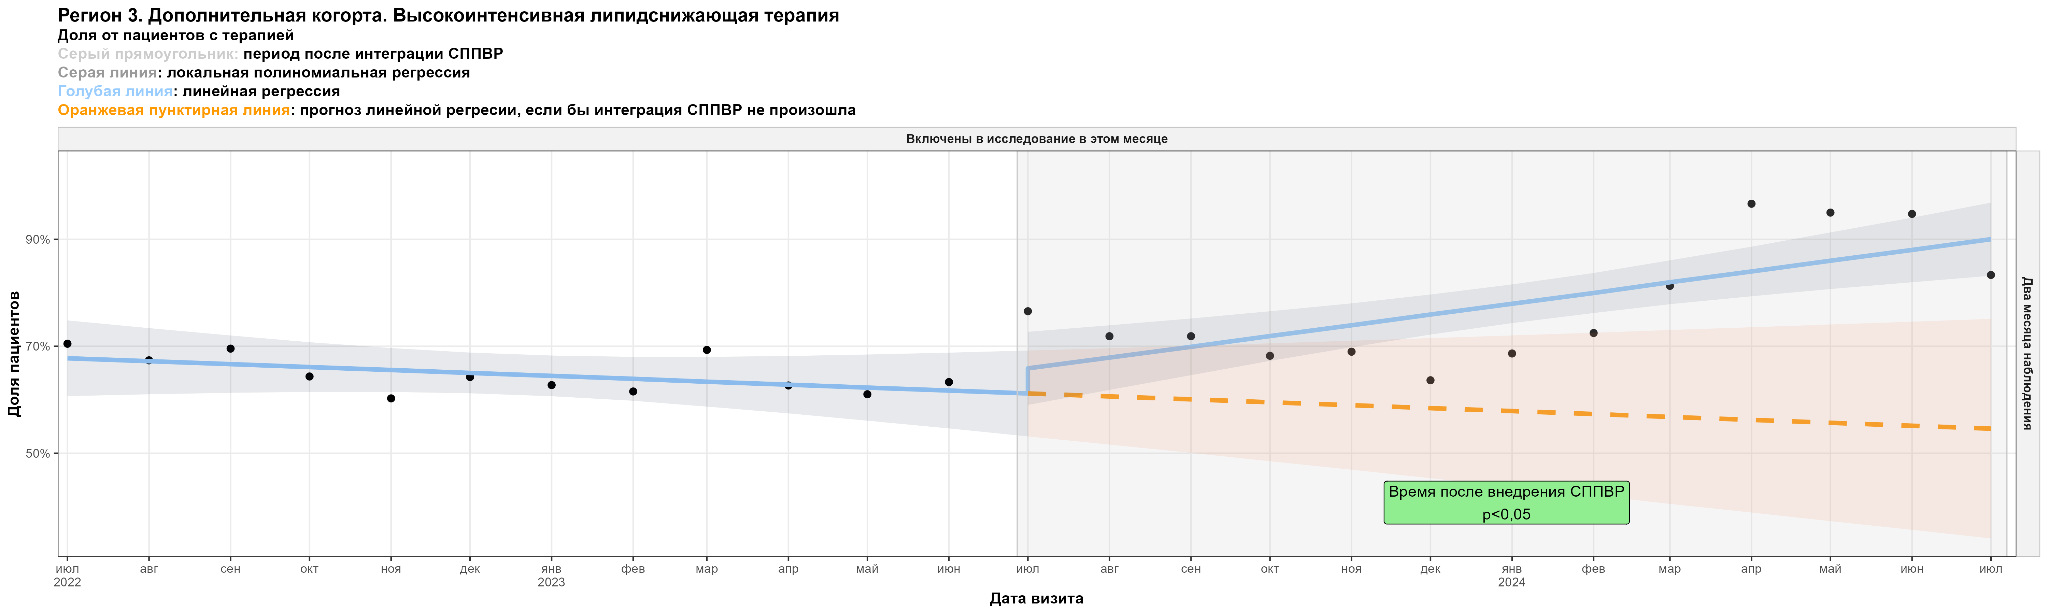 Регион 3. Дополнительная когорта. Высокоинтенсивная липидснижающая терапия
Доля от пациентов с терапией
Серый прямоугольник: период после интеграции СППВР
Серая линия: локальная полиномиальная регрессия
Голубая линия: линейная регрессия
Оранжевая пунктирная линия: прогноз линейной регресии, если бы интеграция СППВР не произошла
Включены в исследование в этом месяце
90%
70%
50%
Доля пациентов
Два месяца наблюдения
Время после внедрения СППВР
p<0,05
июл авг сен окт ноя дек янв фев мар апр май июн июл авг сен окт ноя дек янв фев мар апр май июн июл
2022 2023 2024
Дата визита